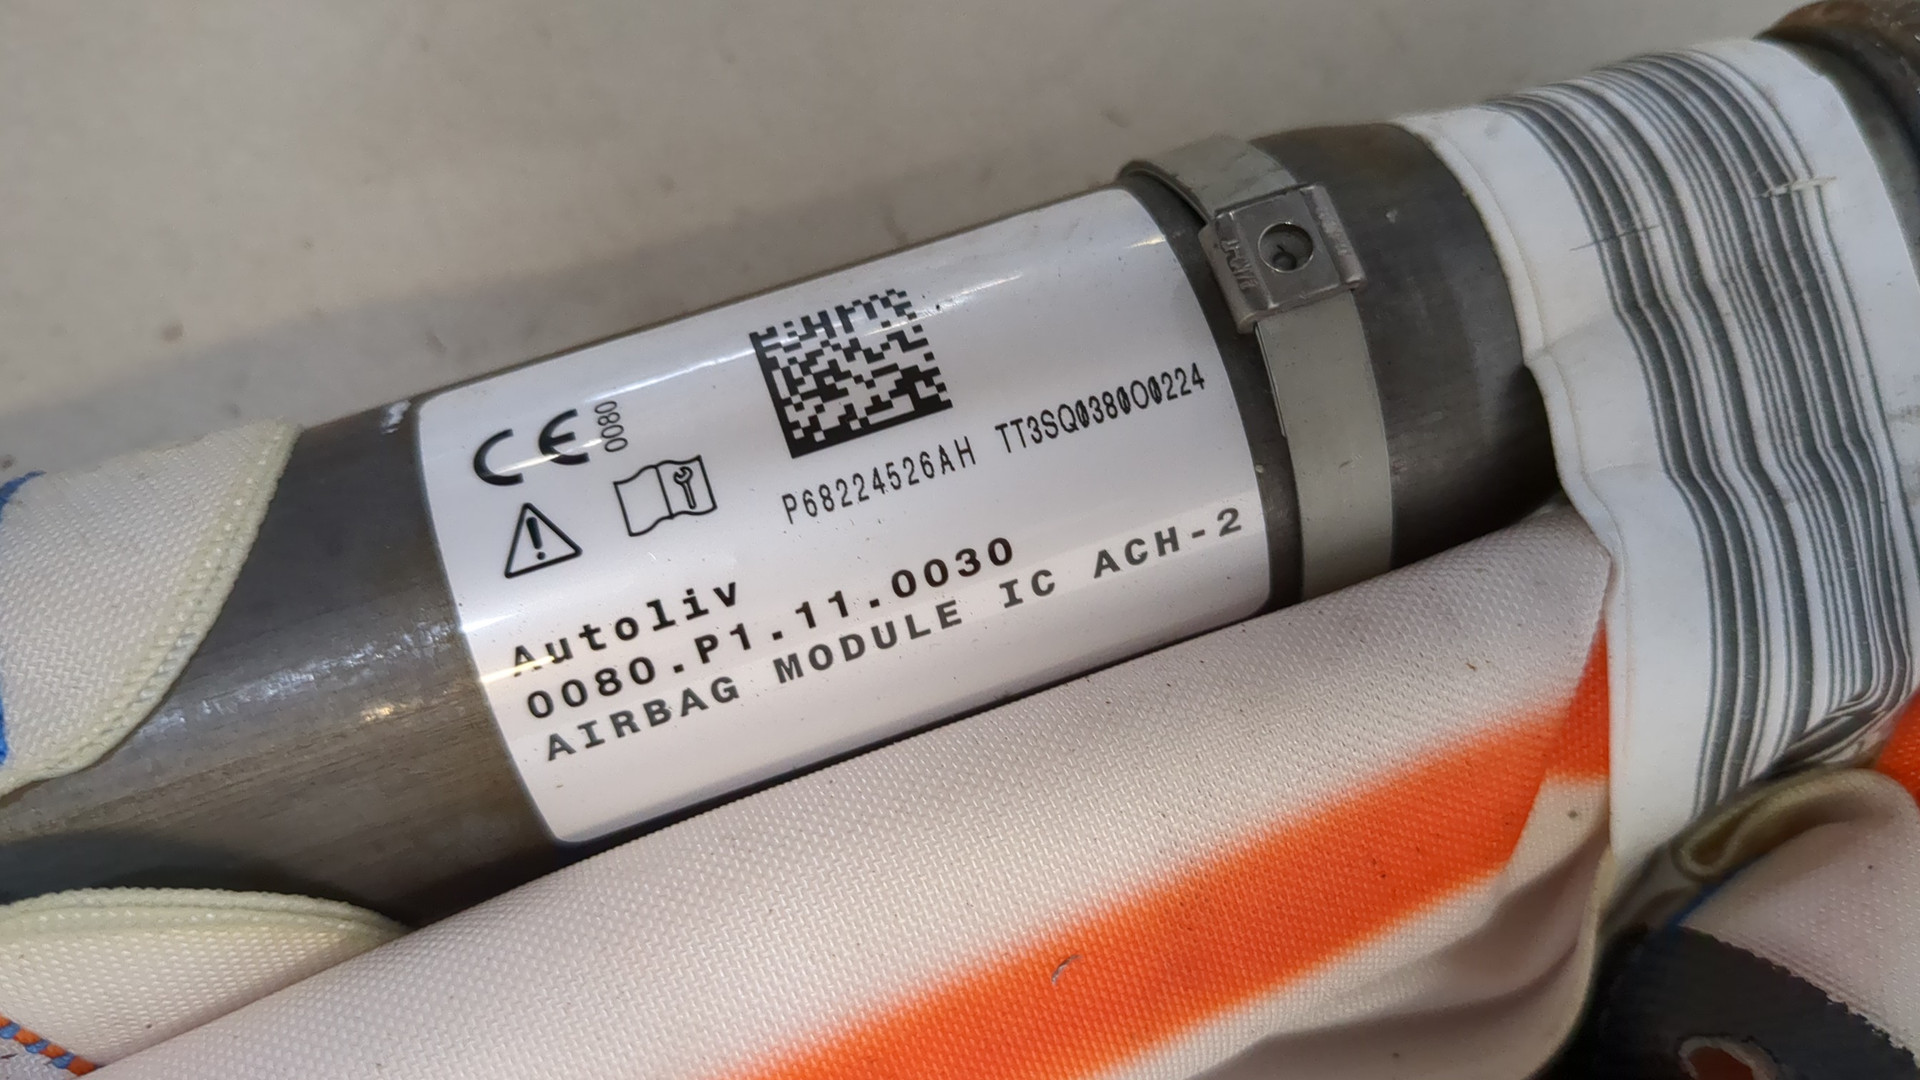 CE 0080
P68224526AH TT3SQ0380O0224
Autoliv
0080.P1.11.0030
AIRBAG MODULE IC ACH-2